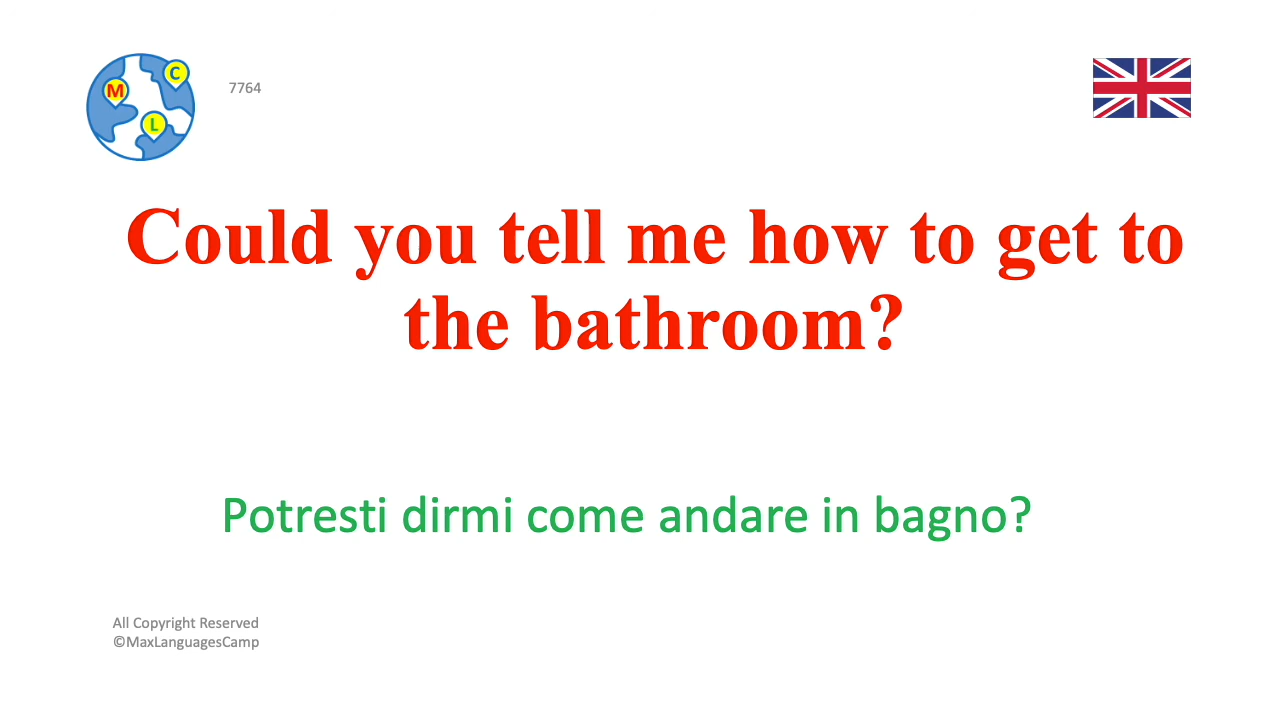 M
C
L
7764
Could you tell me how to get to
the bathroom?
Potresti dirmi come andare in bagno?
All Copyright Reserved
©MaxLanguagesCamp